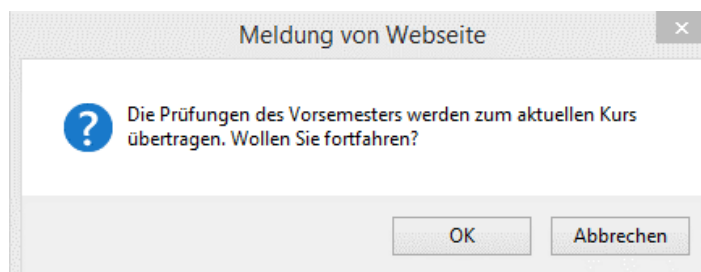 Meldung von Webseite
Die Prüfungen des Vorsemesters werden zum aktuellen Kurs
übertragen. Wollen Sie fortfahren?
OK
Abbrechen